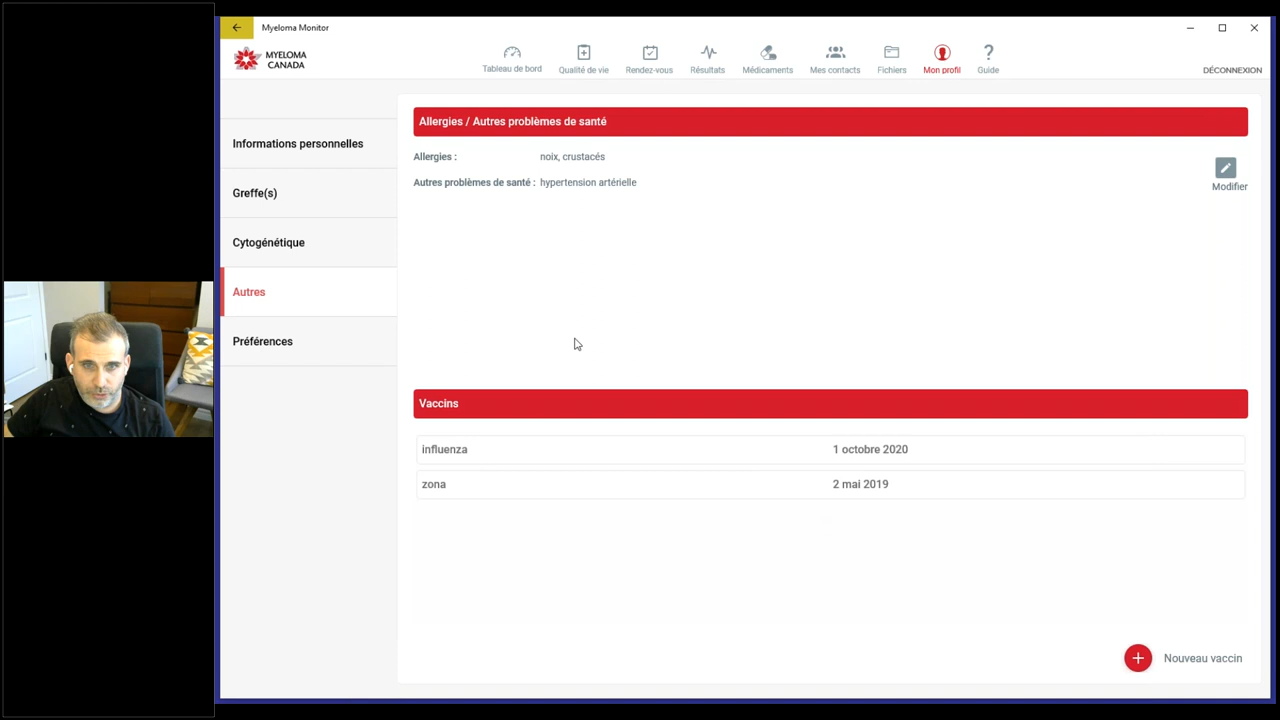 Myeloma Monitor
MYELOMA
CANADA
Tableau de bord
Qualité de vie
Rendez-vous
Résultats
Médicaments
Mes contacts
Fichiers
Mon profil
Guide
DÉCONNEXION
Informations personnelles
Greffe(s)
Cytogénétique
Autres
Préférences
Allergies / Autres problèmes de santé
Allergies : noix, crustacés
Autres problèmes de santé : hypertension artérielle
Modifier
Vaccins
influenza 1 octobre 2020
zona 2 mai 2019
Nouveau vaccin